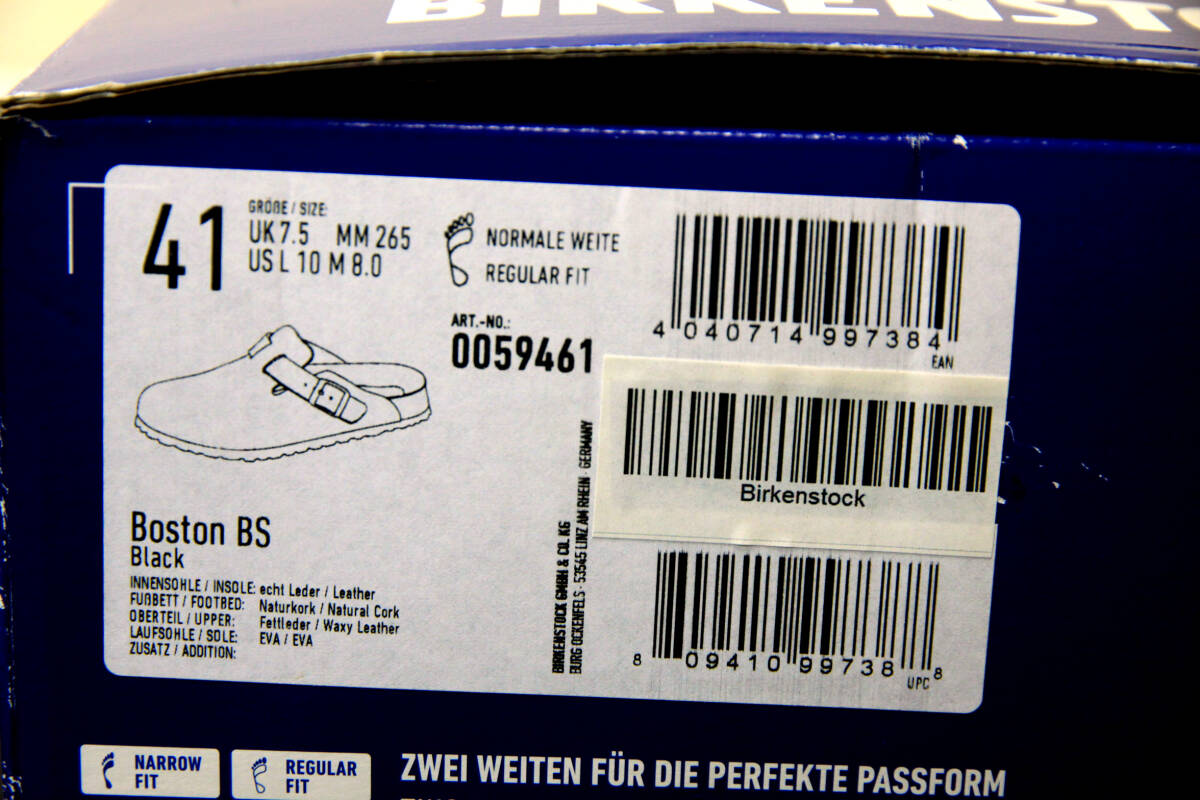 BIRKENSTO
41
GRÖßE / SIZE:
UK 7.5 MM 265
US L 10 M 8.0
NORMALE WEITE
REGULAR FIT
ART.-NO.:
0059461
4 040714 997384
EAN
Birkenstock
Boston BS
Black
INNENSOHLE / INSOLE: echt Leder / Leather
FUßBETT / FOOTBED: Naturkork / Natural Cork
OBERTEIL / UPPER: Fettleder / Waxy Leather
LAUFSOHLE / SOLE: EVA / EVA
ZUSATZ / ADDITION:
BIRKENSTOCK GMBH & CO. KG
BURG OCKENFELS · 53545 LINZ AM RHEIN · GERMANY
8 09410 99738 8
UPC
NARROW
FIT
REGULAR
FIT
ZWEI WEITEN FÜR DIE PERFEKTE PASSFORM